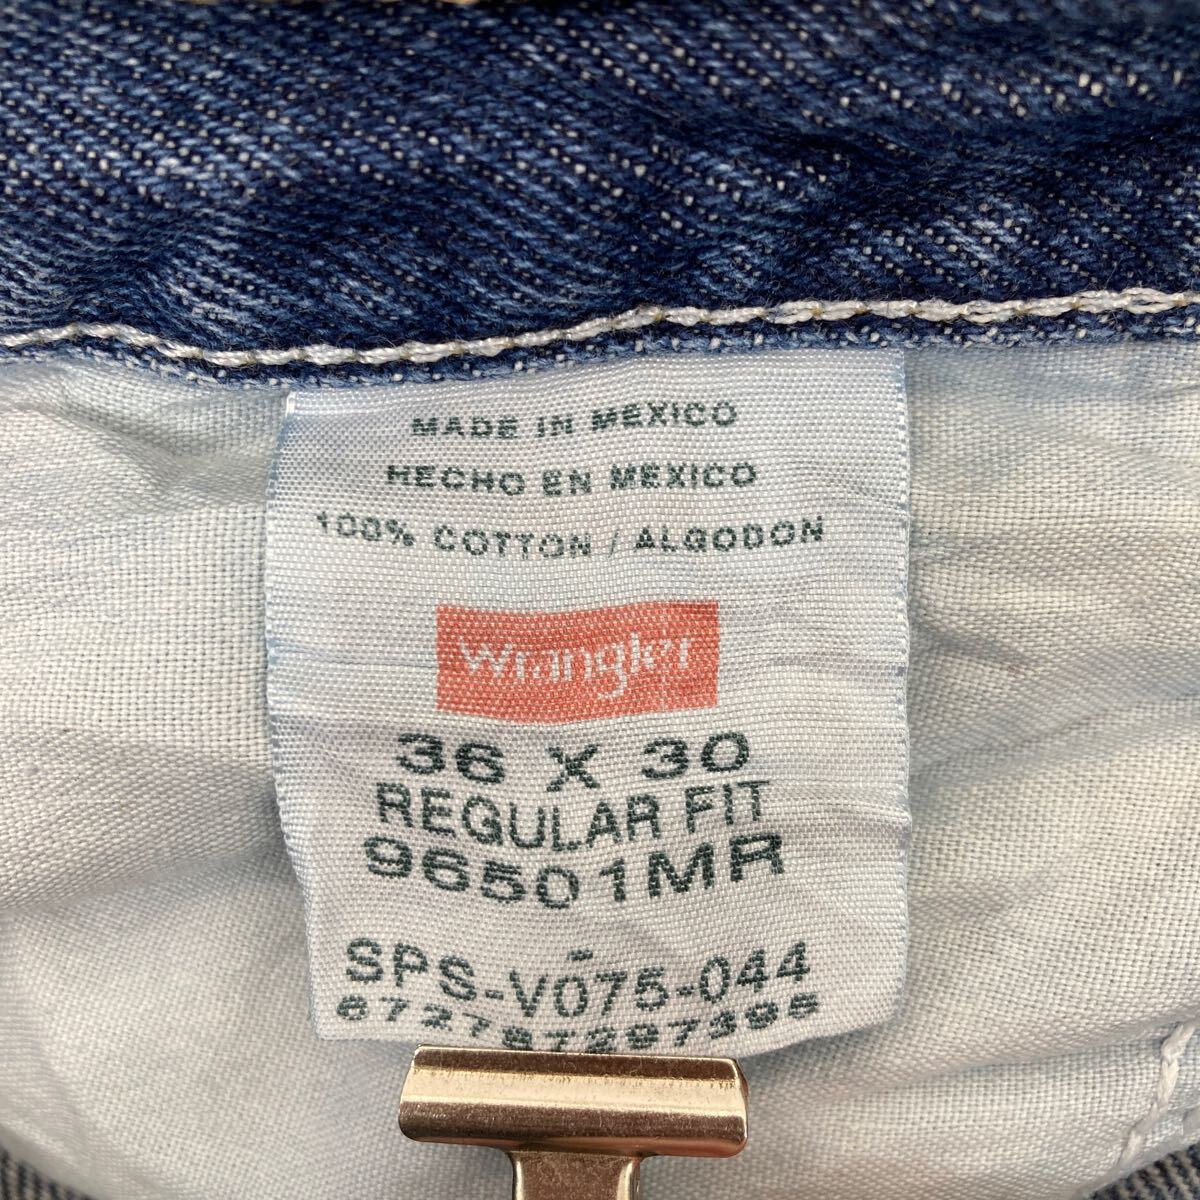 MADE IN MEXICO
HECHO EN MEXICO
100% COTTON / ALGODON
Wrangler
36 X 30
REGULAR FIT
96501MR
-
SPS-V075-044